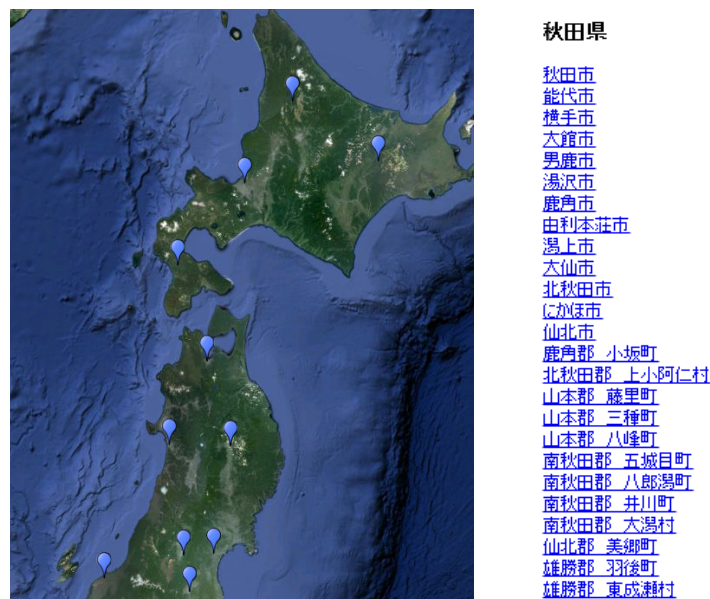 秋田県
秋田市
能代市
横手市
大館市
男鹿市
湯沢市
鹿角市
由利本荘市
潟上市
大仙市
北秋田市
にかほ市
仙北市
鹿角郡　小坂町
北秋田郡　上小阿仁村
山本郡　藤里町
山本郡　三種町
山本郡　八峰町
南秋田郡　五城目町
南秋田郡　八郎潟町
南秋田郡　井川町
南秋田郡　大潟村
仙北郡　美郷町
雄勝郡　羽後町
雄勝郡　東成瀬村